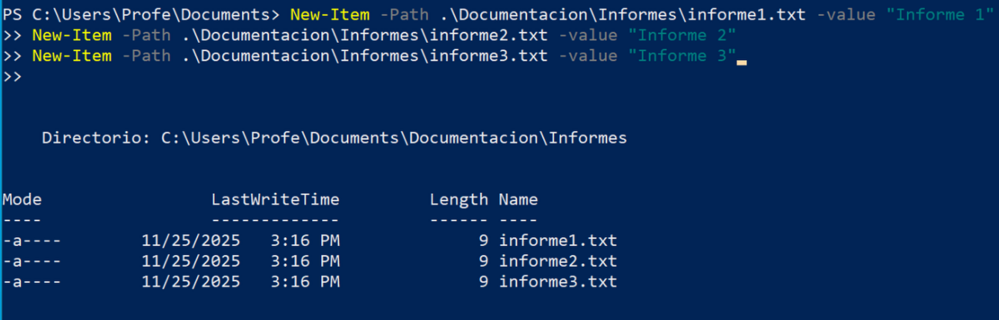 PS C:\Users\Profe\Documents> New-Item -Path .\Documentacion\Informes\informe1.txt -value "Informe 1"
>> New-Item -Path .\Documentacion\Informes\informe2.txt -value "Informe 2"
>> New-Item -Path .\Documentacion\Informes\informe3.txt -value "Informe 3"
>>
Directorio: C:\Users\Profe\Documents\Documentacion\Informes
Mode LastWriteTime Length Name
---- ------------- ------ ----
-a---- 11/25/2025 3:16 PM 9 informe1.txt
-a---- 11/25/2025 3:16 PM 9 informe2.txt
-a---- 11/25/2025 3:16 PM 9 informe3.txt